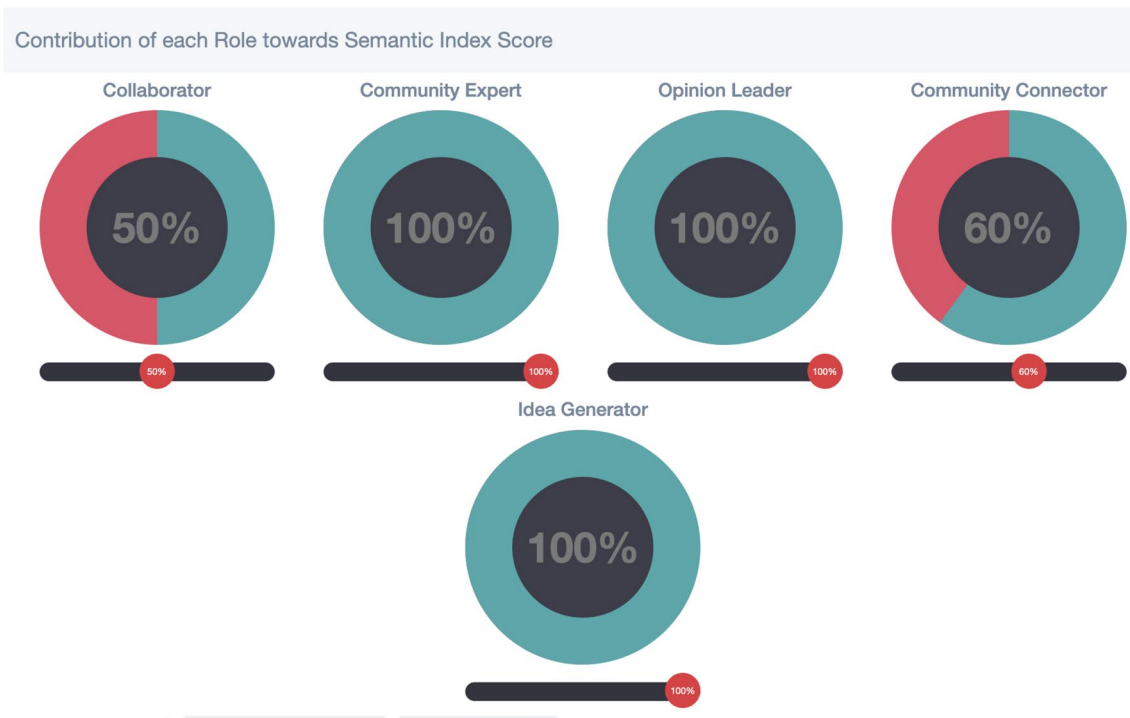 Contribution of each Role towards Semantic Index Score
Collaborator
Community Expert
Opinion Leader
Community Connector
50%
100%
100%
60%
50%
100%
100%
60%
Idea Generator
100%
100%